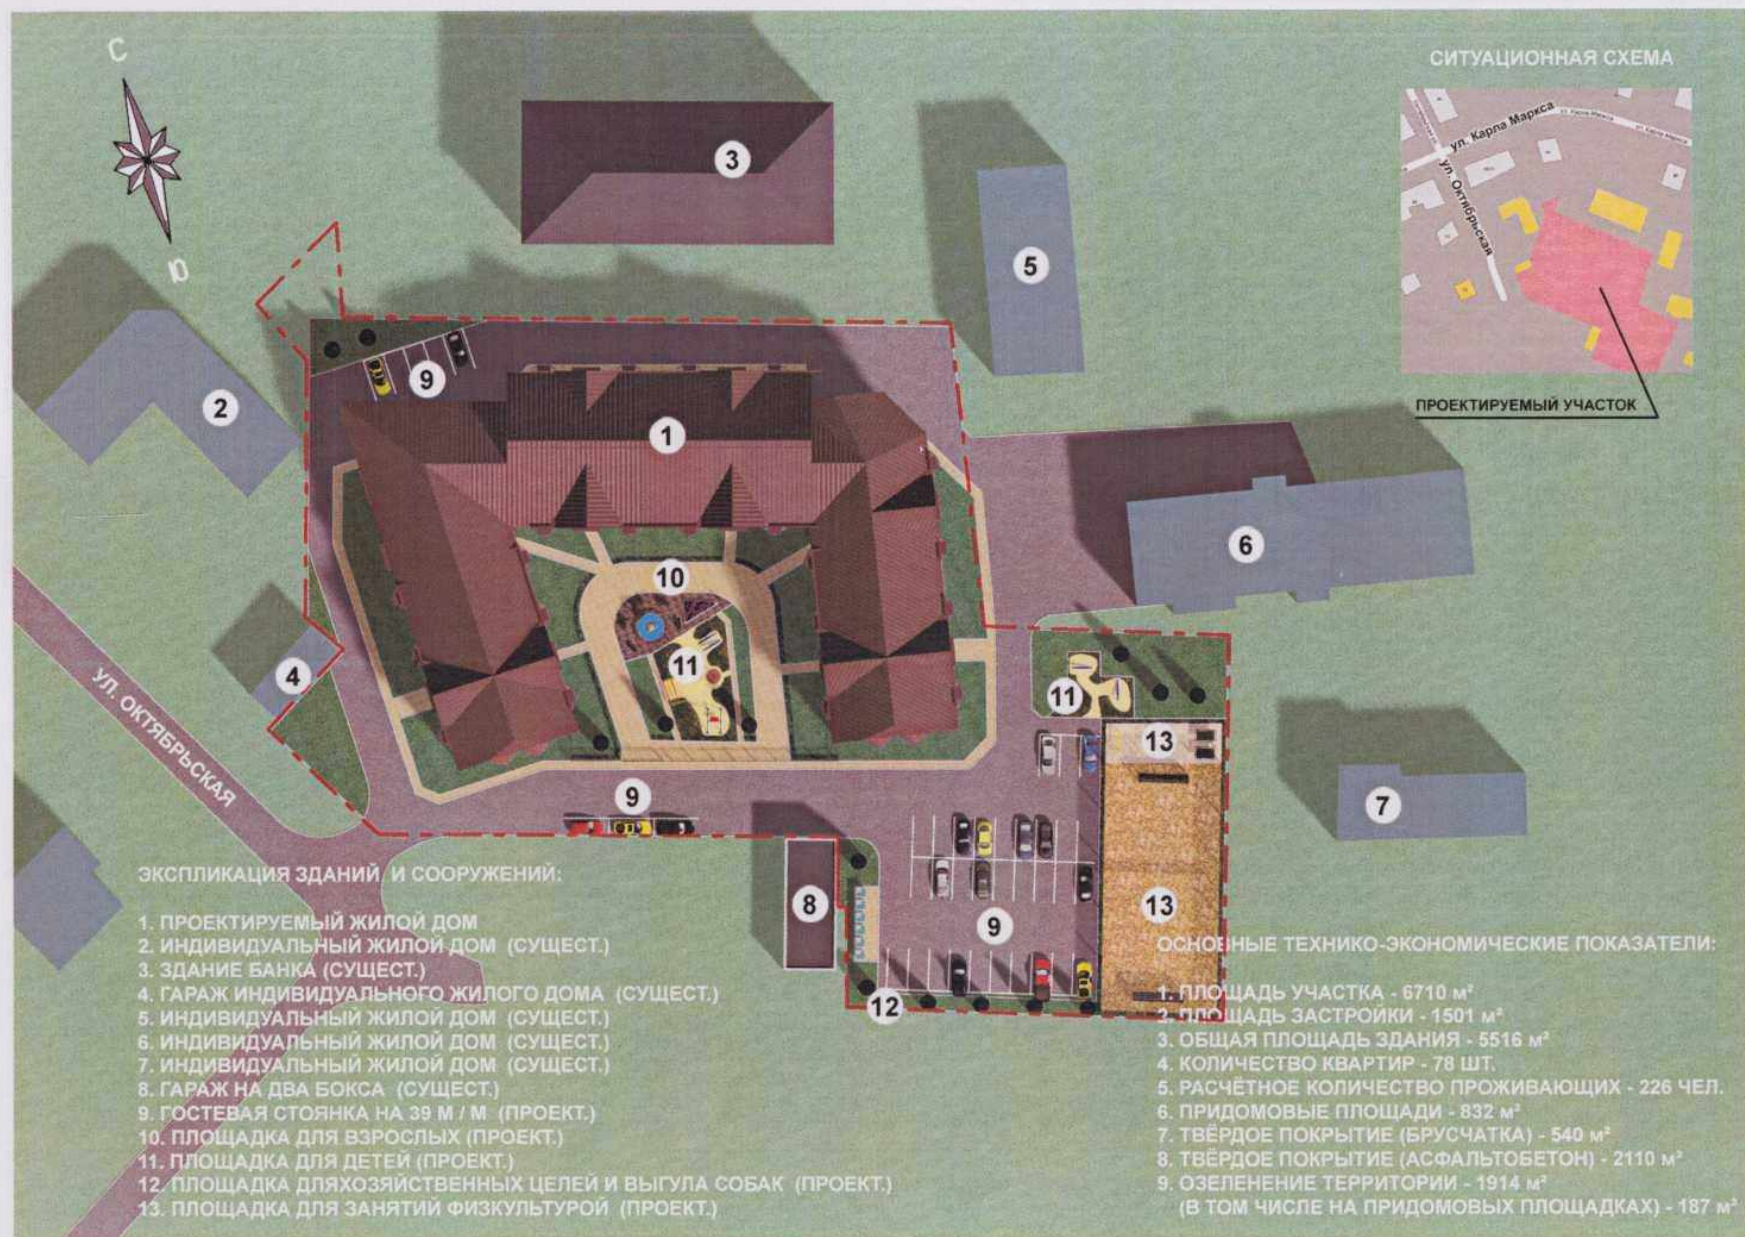 С
Ю
СИТУАЦИОННАЯ СХЕМА
ул. Карла Маркса
ул. Карла Маркса
ул. Карла Маркса
ул. Октябрьская
ПРОЕКТИРУЕМЫЙ УЧАСТОК
3
5
2
9
1
6
10
11
4
11
13
7
9
8
13
9
12
УЛ. ОКТЯБРЬСКАЯ
ЭКСПЛИКАЦИЯ ЗДАНИЙ И СООРУЖЕНИЙ:
1. ПРОЕКТИРУЕМЫЙ ЖИЛОЙ ДОМ
2. ИНДИВИДУАЛЬНЫЙ ЖИЛОЙ ДОМ (СУЩЕСТ.)
3. ЗДАНИЕ БАНКА (СУЩЕСТ.)
4. ГАРАЖ ИНДИВИДУАЛЬНОГО ЖИЛОГО ДОМА (СУЩЕСТ.)
5. ИНДИВИДУАЛЬНЫЙ ЖИЛОЙ ДОМ (СУЩЕСТ.)
6. ИНДИВИДУАЛЬНЫЙ ЖИЛОЙ ДОМ (СУЩЕСТ.)
7. ИНДИВИДУАЛЬНЫЙ ЖИЛОЙ ДОМ (СУЩЕСТ.)
8. ГАРАЖ НА ДВА БОКСА (СУЩЕСТ.)
9. ГОСТЕВАЯ СТОЯНКА НА 39 М / М (ПРОЕКТ.)
10. ПЛОЩАДКА ДЛЯ ВЗРОСЛЫХ (ПРОЕКТ.)
11. ПЛОЩАДКА ДЛЯ ДЕТЕЙ (ПРОЕКТ.)
12. ПЛОЩАДКА ДЛЯХОЗЯЙСТВЕННЫХ ЦЕЛЕЙ И ВЫГУЛА СОБАК (ПРОЕКТ.)
13. ПЛОЩАДКА ДЛЯ ЗАНЯТИЙ ФИЗКУЛЬТУРОЙ (ПРОЕКТ.)
ОСНОВНЫЕ ТЕХНИКО-ЭКОНОМИЧЕСКИЕ ПОКАЗАТЕЛИ:
1. ПЛОЩАДЬ УЧАСТКА - 6710 м²
2. ПЛОЩАДЬ ЗАСТРОЙКИ - 1501 м²
3. ОБЩАЯ ПЛОЩАДЬ ЗДАНИЯ - 5516 м²
4. КОЛИЧЕСТВО КВАРТИР - 78 ШТ.
5. РАСЧЁТНОЕ КОЛИЧЕСТВО ПРОЖИВАЮЩИХ - 226 ЧЕЛ.
6. ПРИДОМОВЫЕ ПЛОЩАДИ - 832 м²
7. ТВЁРДОЕ ПОКРЫТИЕ (БРУСЧАТКА) - 540 м²
8. ТВЁРДОЕ ПОКРЫТИЕ (АСФАЛЬТОБЕТОН) - 2110 м²
9. ОЗЕЛЕНЕНИЕ ТЕРРИТОРИИ - 1914 м²
(В ТОМ ЧИСЛЕ НА ПРИДОМОВЫХ ПЛОЩАДКАХ) - 187 м²